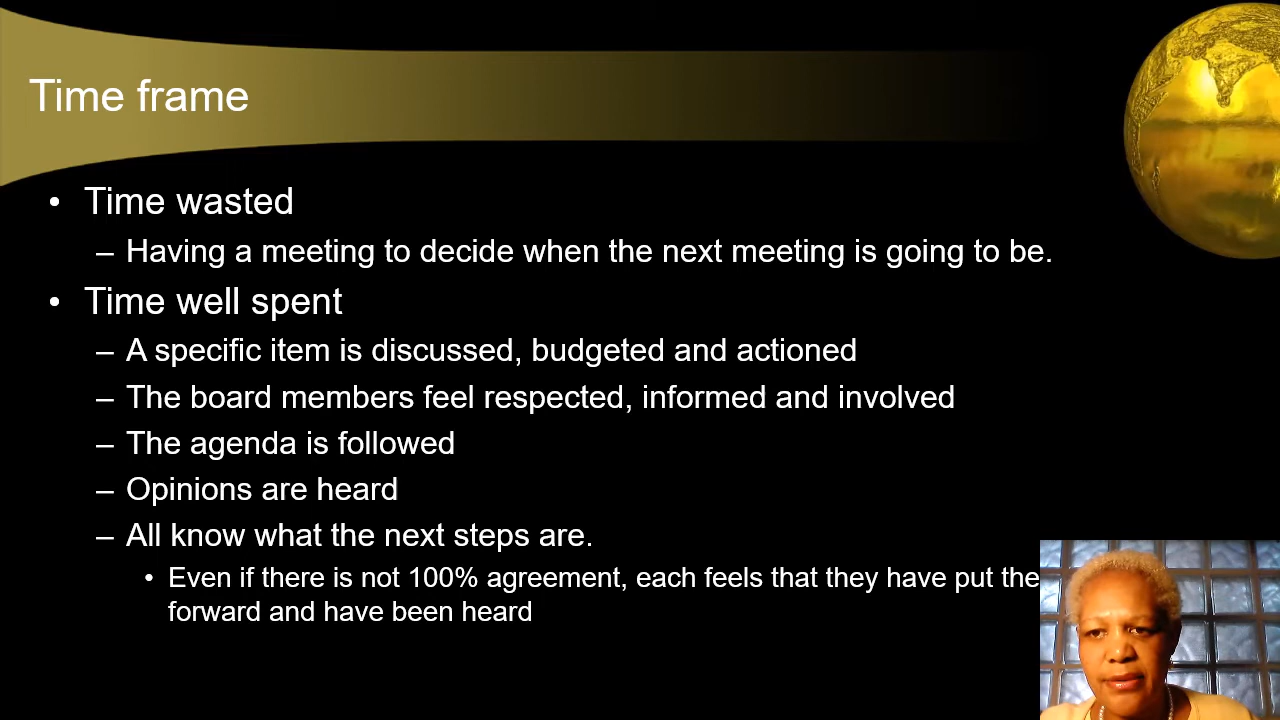 Time frame
• Time wasted
– Having a meeting to decide when the next meeting is going to be.
• Time well spent
– A specific item is discussed, budgeted and actioned
– The board members feel respected, informed and involved
– The agenda is followed
– Opinions are heard
– All know what the next steps are.
• Even if there is not 100% agreement, each feels that they have put the
forward and have been heard